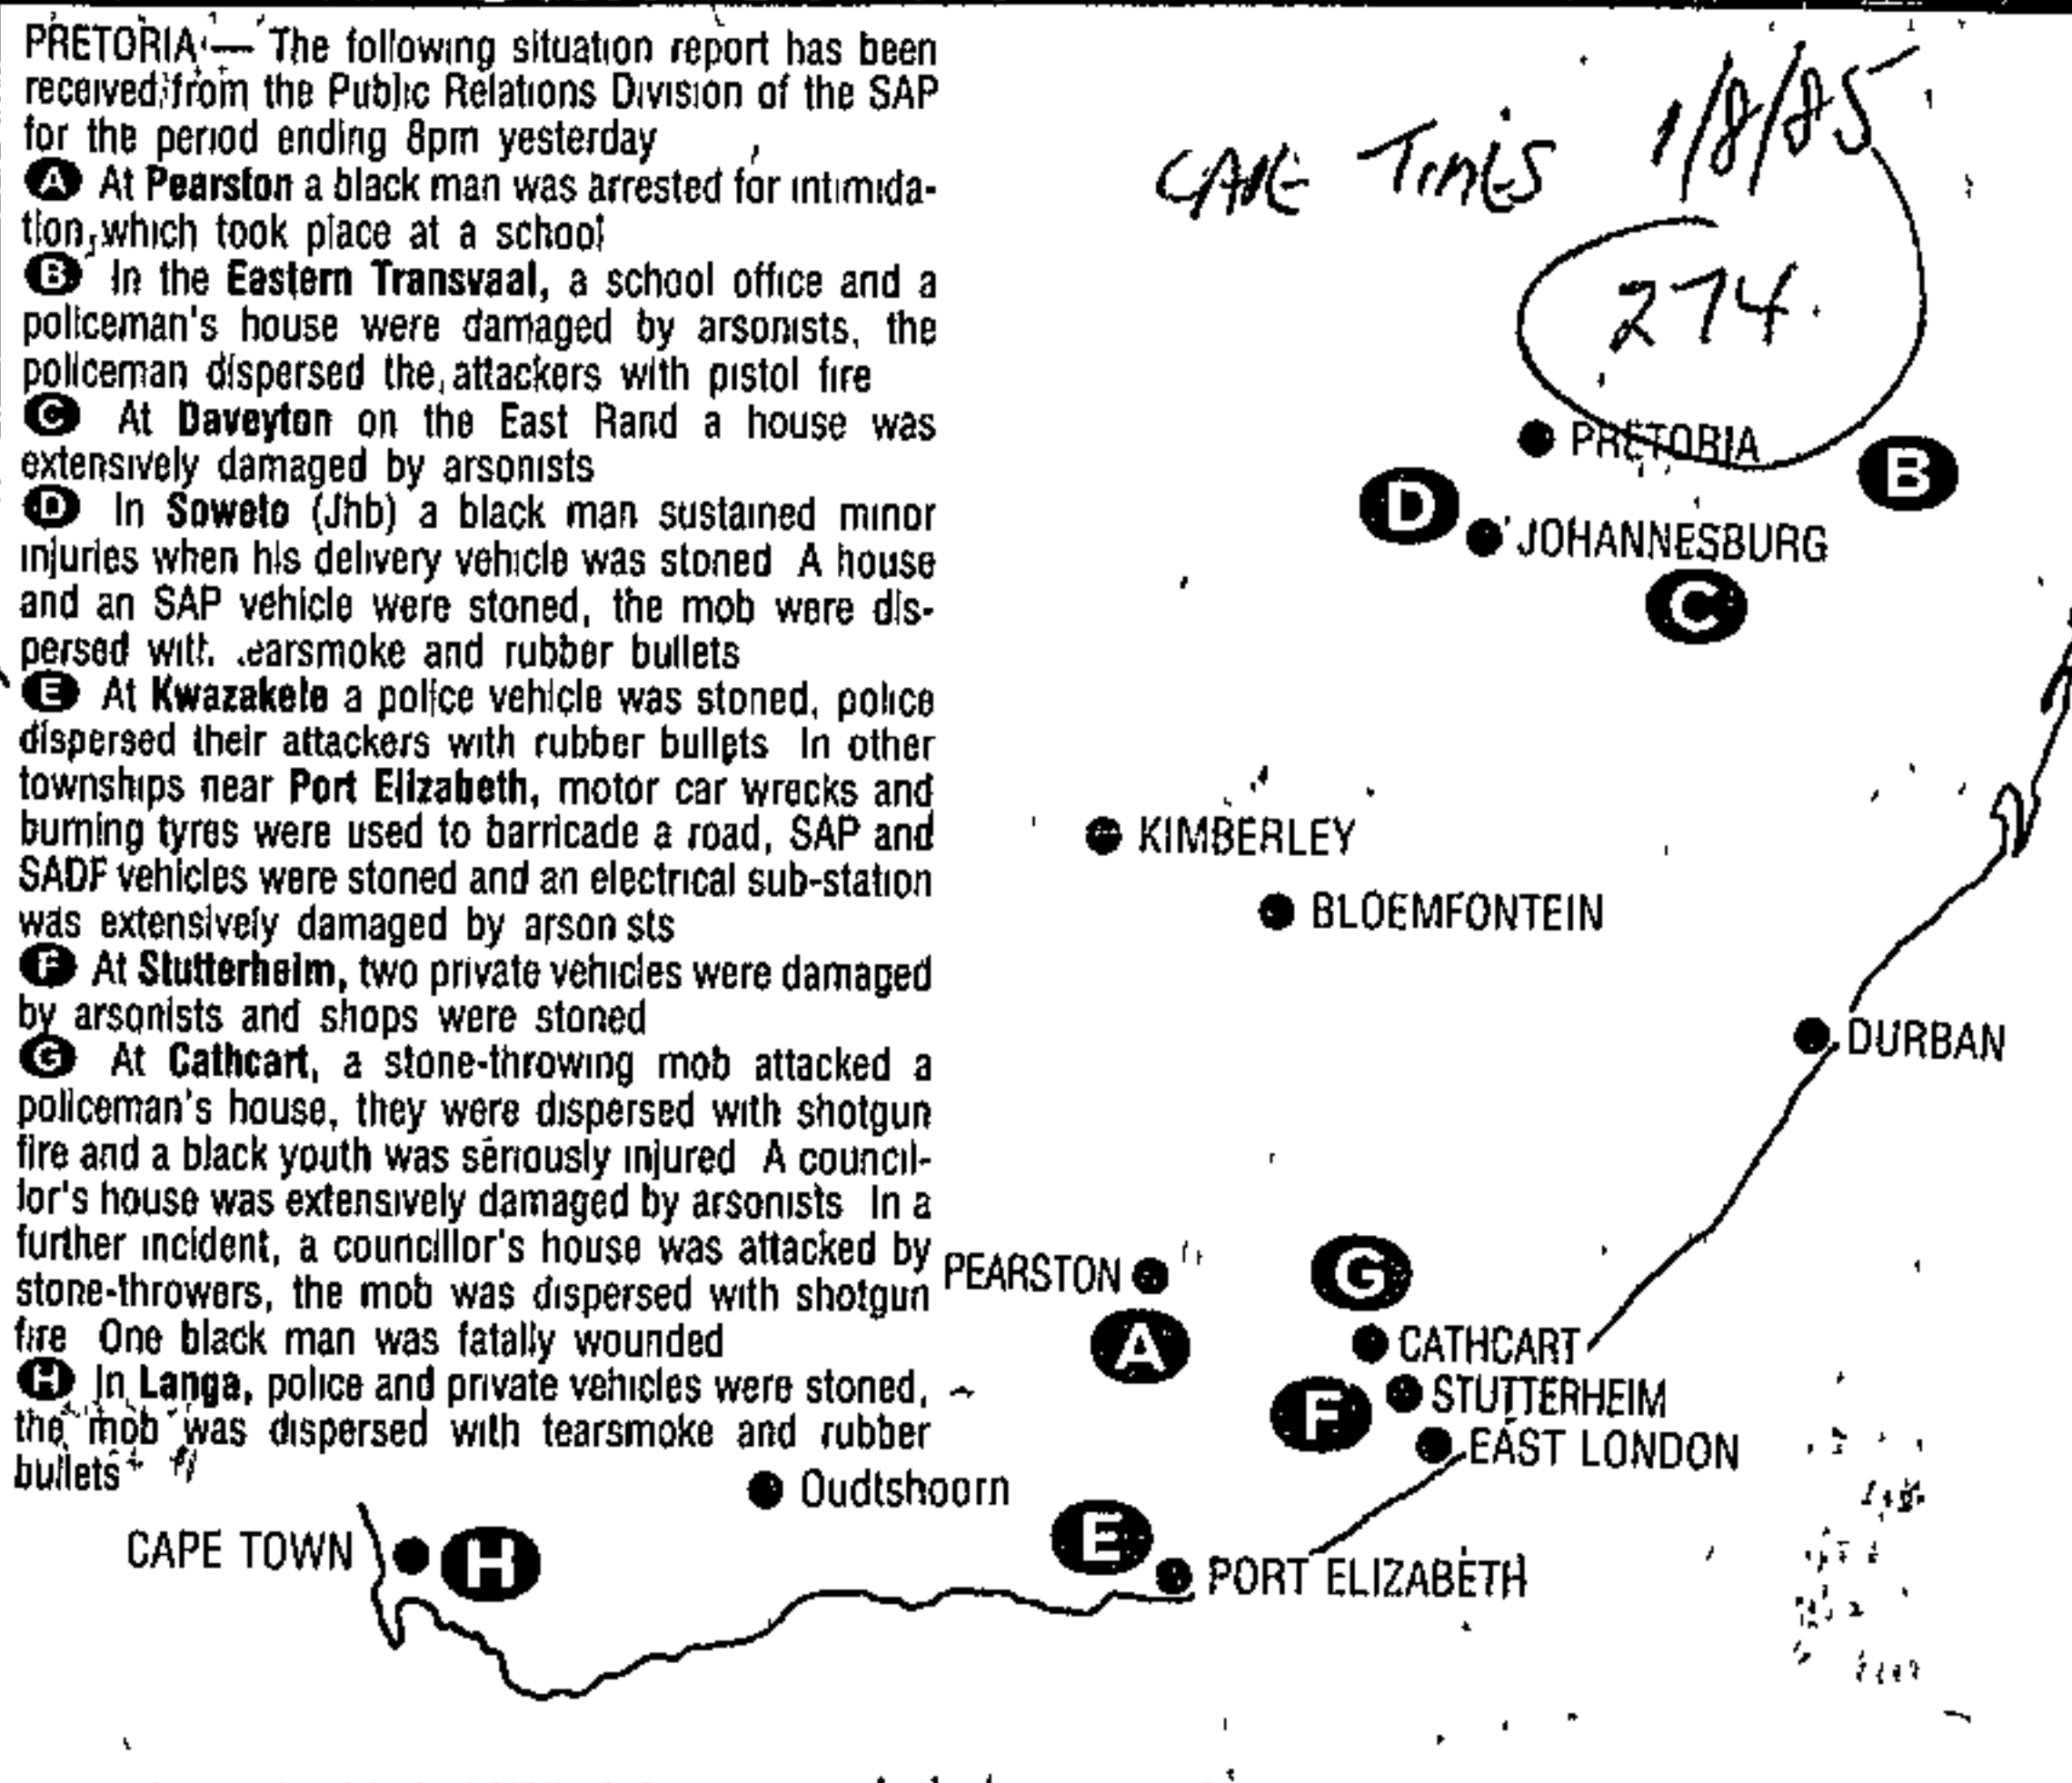 PRETORIA — The following situation report has been
received from the Public Relations Division of the SAP
for the period ending 8pm yesterday
A At Pearston a black man was arrested for intimida-
tion, which took place at a school
B In the Eastern Transvaal, a school office and a
policeman's house were damaged by arsonists, the
policeman dispersed the attackers with pistol fire
C At Daveyton on the East Rand a house was
extensively damaged by arsonists
D In Soweto (Jhb) a black man sustained minor
injuries when his delivery vehicle was stoned A house
and an SAP vehicle were stoned, the mob were dis-
persed with tearsmoke and rubber bullets
E At Kwazakele a police vehicle was stoned, police
dispersed their attackers with rubber bullets In other
townships near Port Elizabeth, motor car wrecks and
burning tyres were used to barricade a road, SAP and
SADF vehicles were stoned and an electrical sub-station
was extensively damaged by arsonists
F At Stutterheim, two private vehicles were damaged
by arsonists and shops were stoned
G At Cathcart, a stone-throwing mob attacked a
policeman's house, they were dispersed with shotgun
fire and a black youth was seriously injured A council-
lor's house was extensively damaged by arsonists In a
further incident, a councillor's house was attacked by
stone-throwers, the mob was dispersed with shotgun
fire One black man was fatally wounded
H In Langa, police and private vehicles were stoned,
the mob was dispersed with tearsmoke and rubber
bullets
CAPE TIMES 1/8/85
274
PRETORIA
B
D
JOHANNESBURG
C
KIMBERLEY
BLOEMFONTEIN
DURBAN
PEARSTON
G
A
CATHCART
F
STUTTERHEIM
EAST LONDON
Oudtshoorn
E
CAPE TOWN
H
PORT ELIZABETH